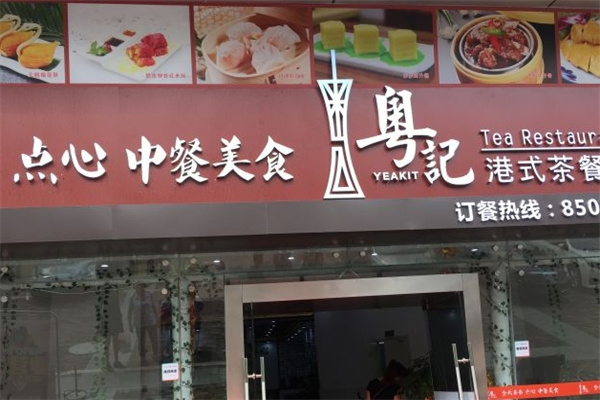 点心 中餐美食
粤記
YEAKIT
Tea Restaur
港式茶餐
订餐热线:850